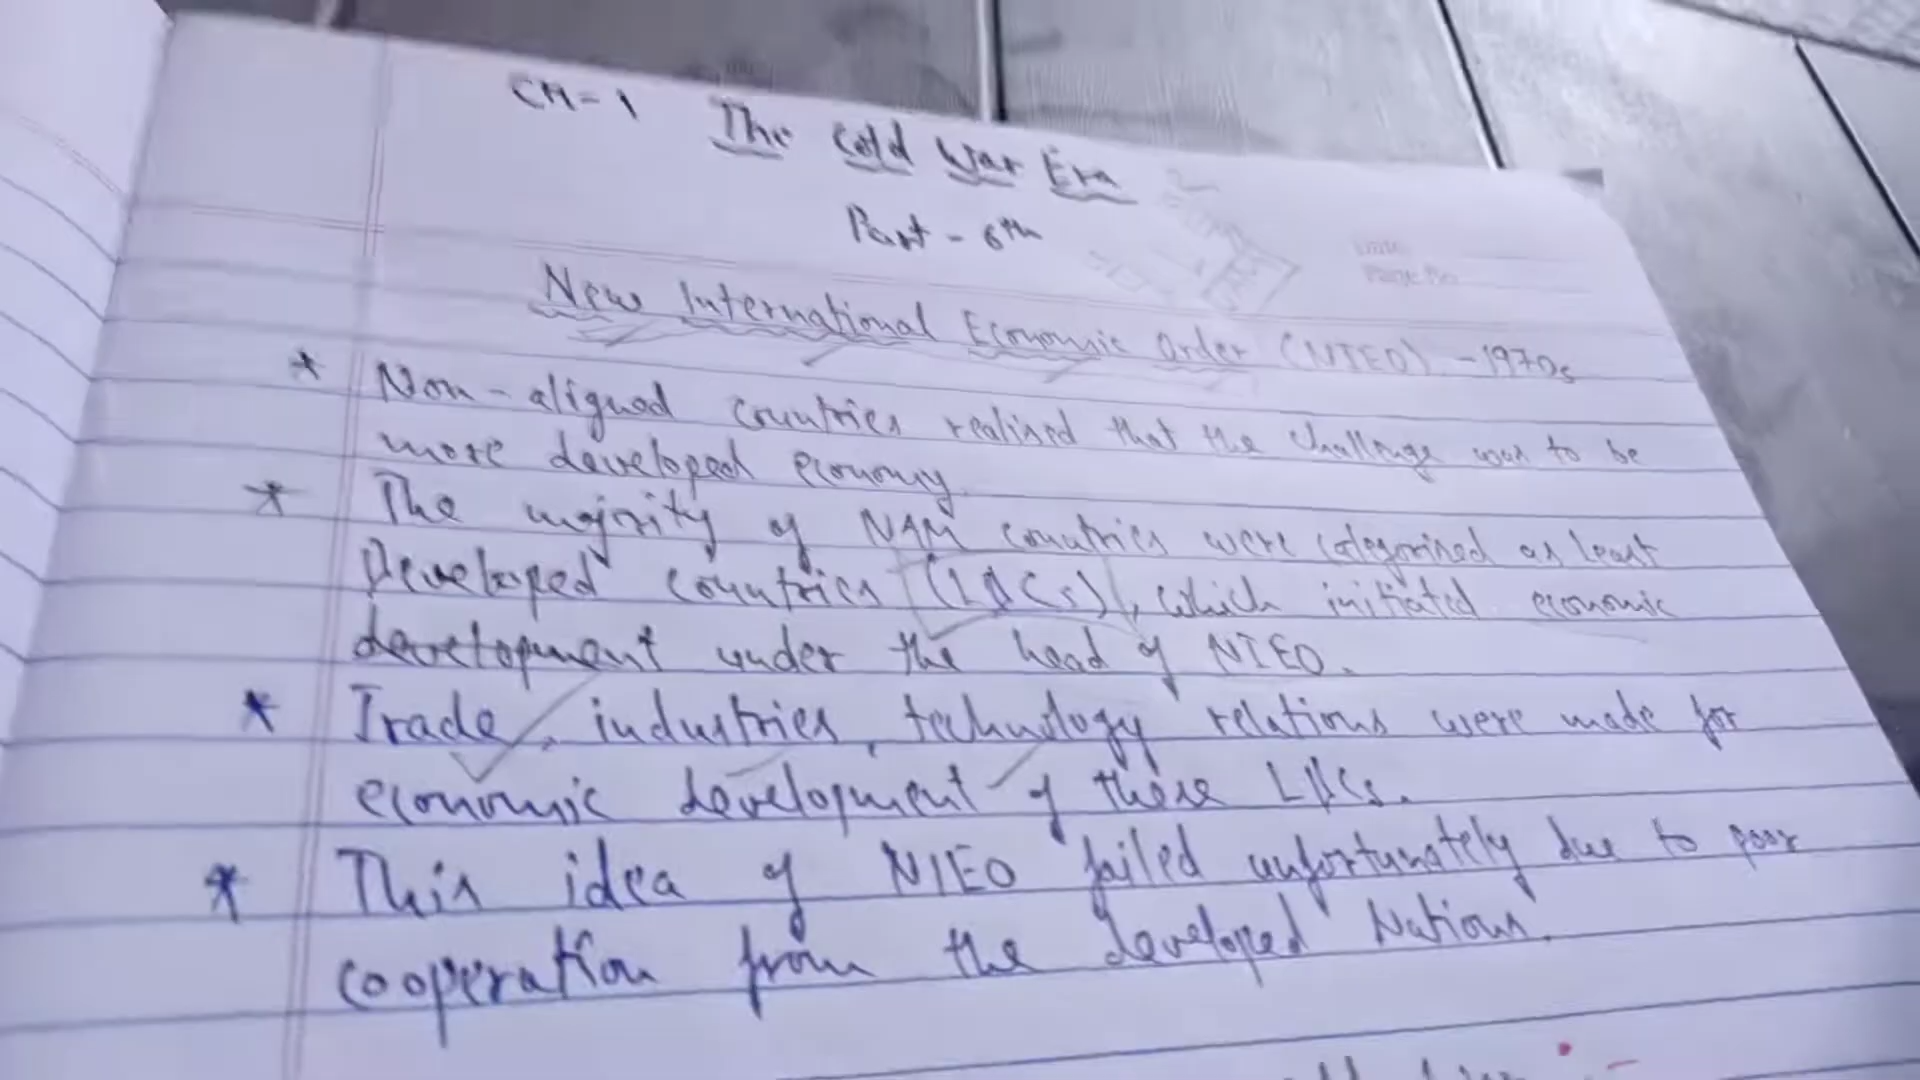 CH-1 The Cold War Era
Part - 6th
New International Economic Order (NIEO) - 1970s
* Non-aligned countries realised that the challenge was to be
more developed economy.
* The majority of NAM countries were categorised as Least
Developed Countries (LDCs), which initiated economic
development under the head of NIEO.
* Trade, industries, technology relations were made for
economic development of these LDCs.
* This idea of NIEO failed unfortunately due to poor
cooperation from the developed Nations.